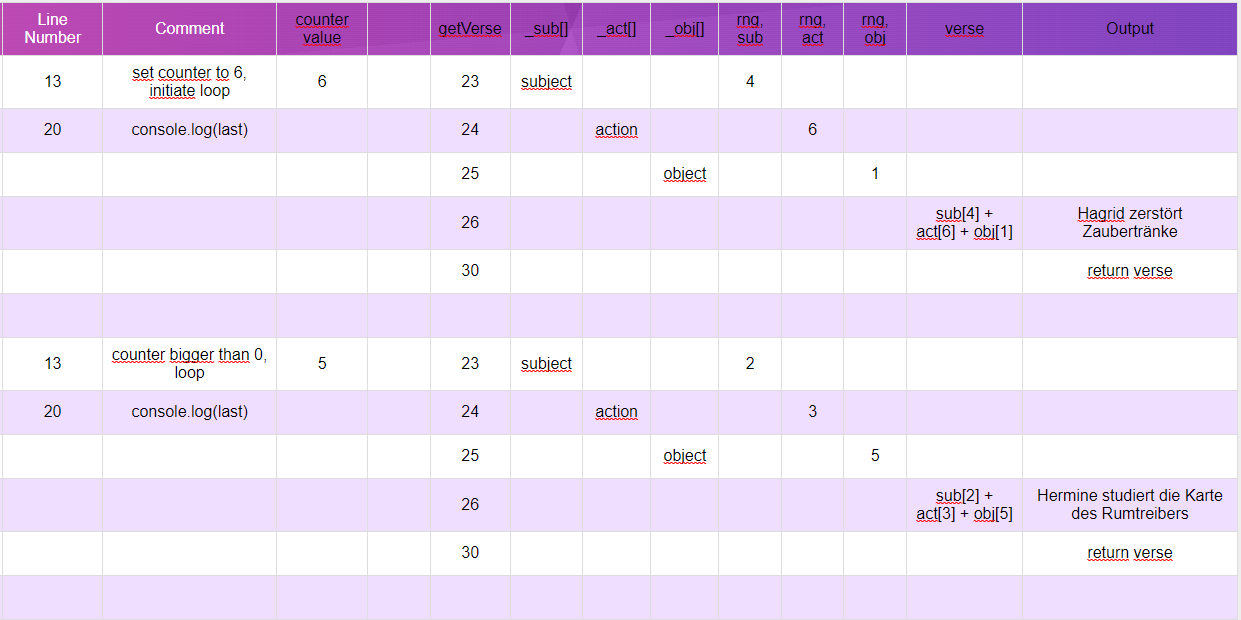 Line Number Comment counter value getVerse _sub[] _act[] _obj[] rng, sub rng, act rng, obj verse Output
13 set counter to 6, initiate loop 6 23 subject 4
20 console.log(last) 24 action 6
25 object 1
26 sub[4] + act[6] + obj[1] Hagrid zerstört Zaubertränke
30 return verse
13 counter bigger than 0, loop 5 23 subject 2
20 console.log(last) 24 action 3
25 object 5
26 sub[2] + act[3] + obj[5] Hermine studiert die Karte des Rumtreibers
30 return verse